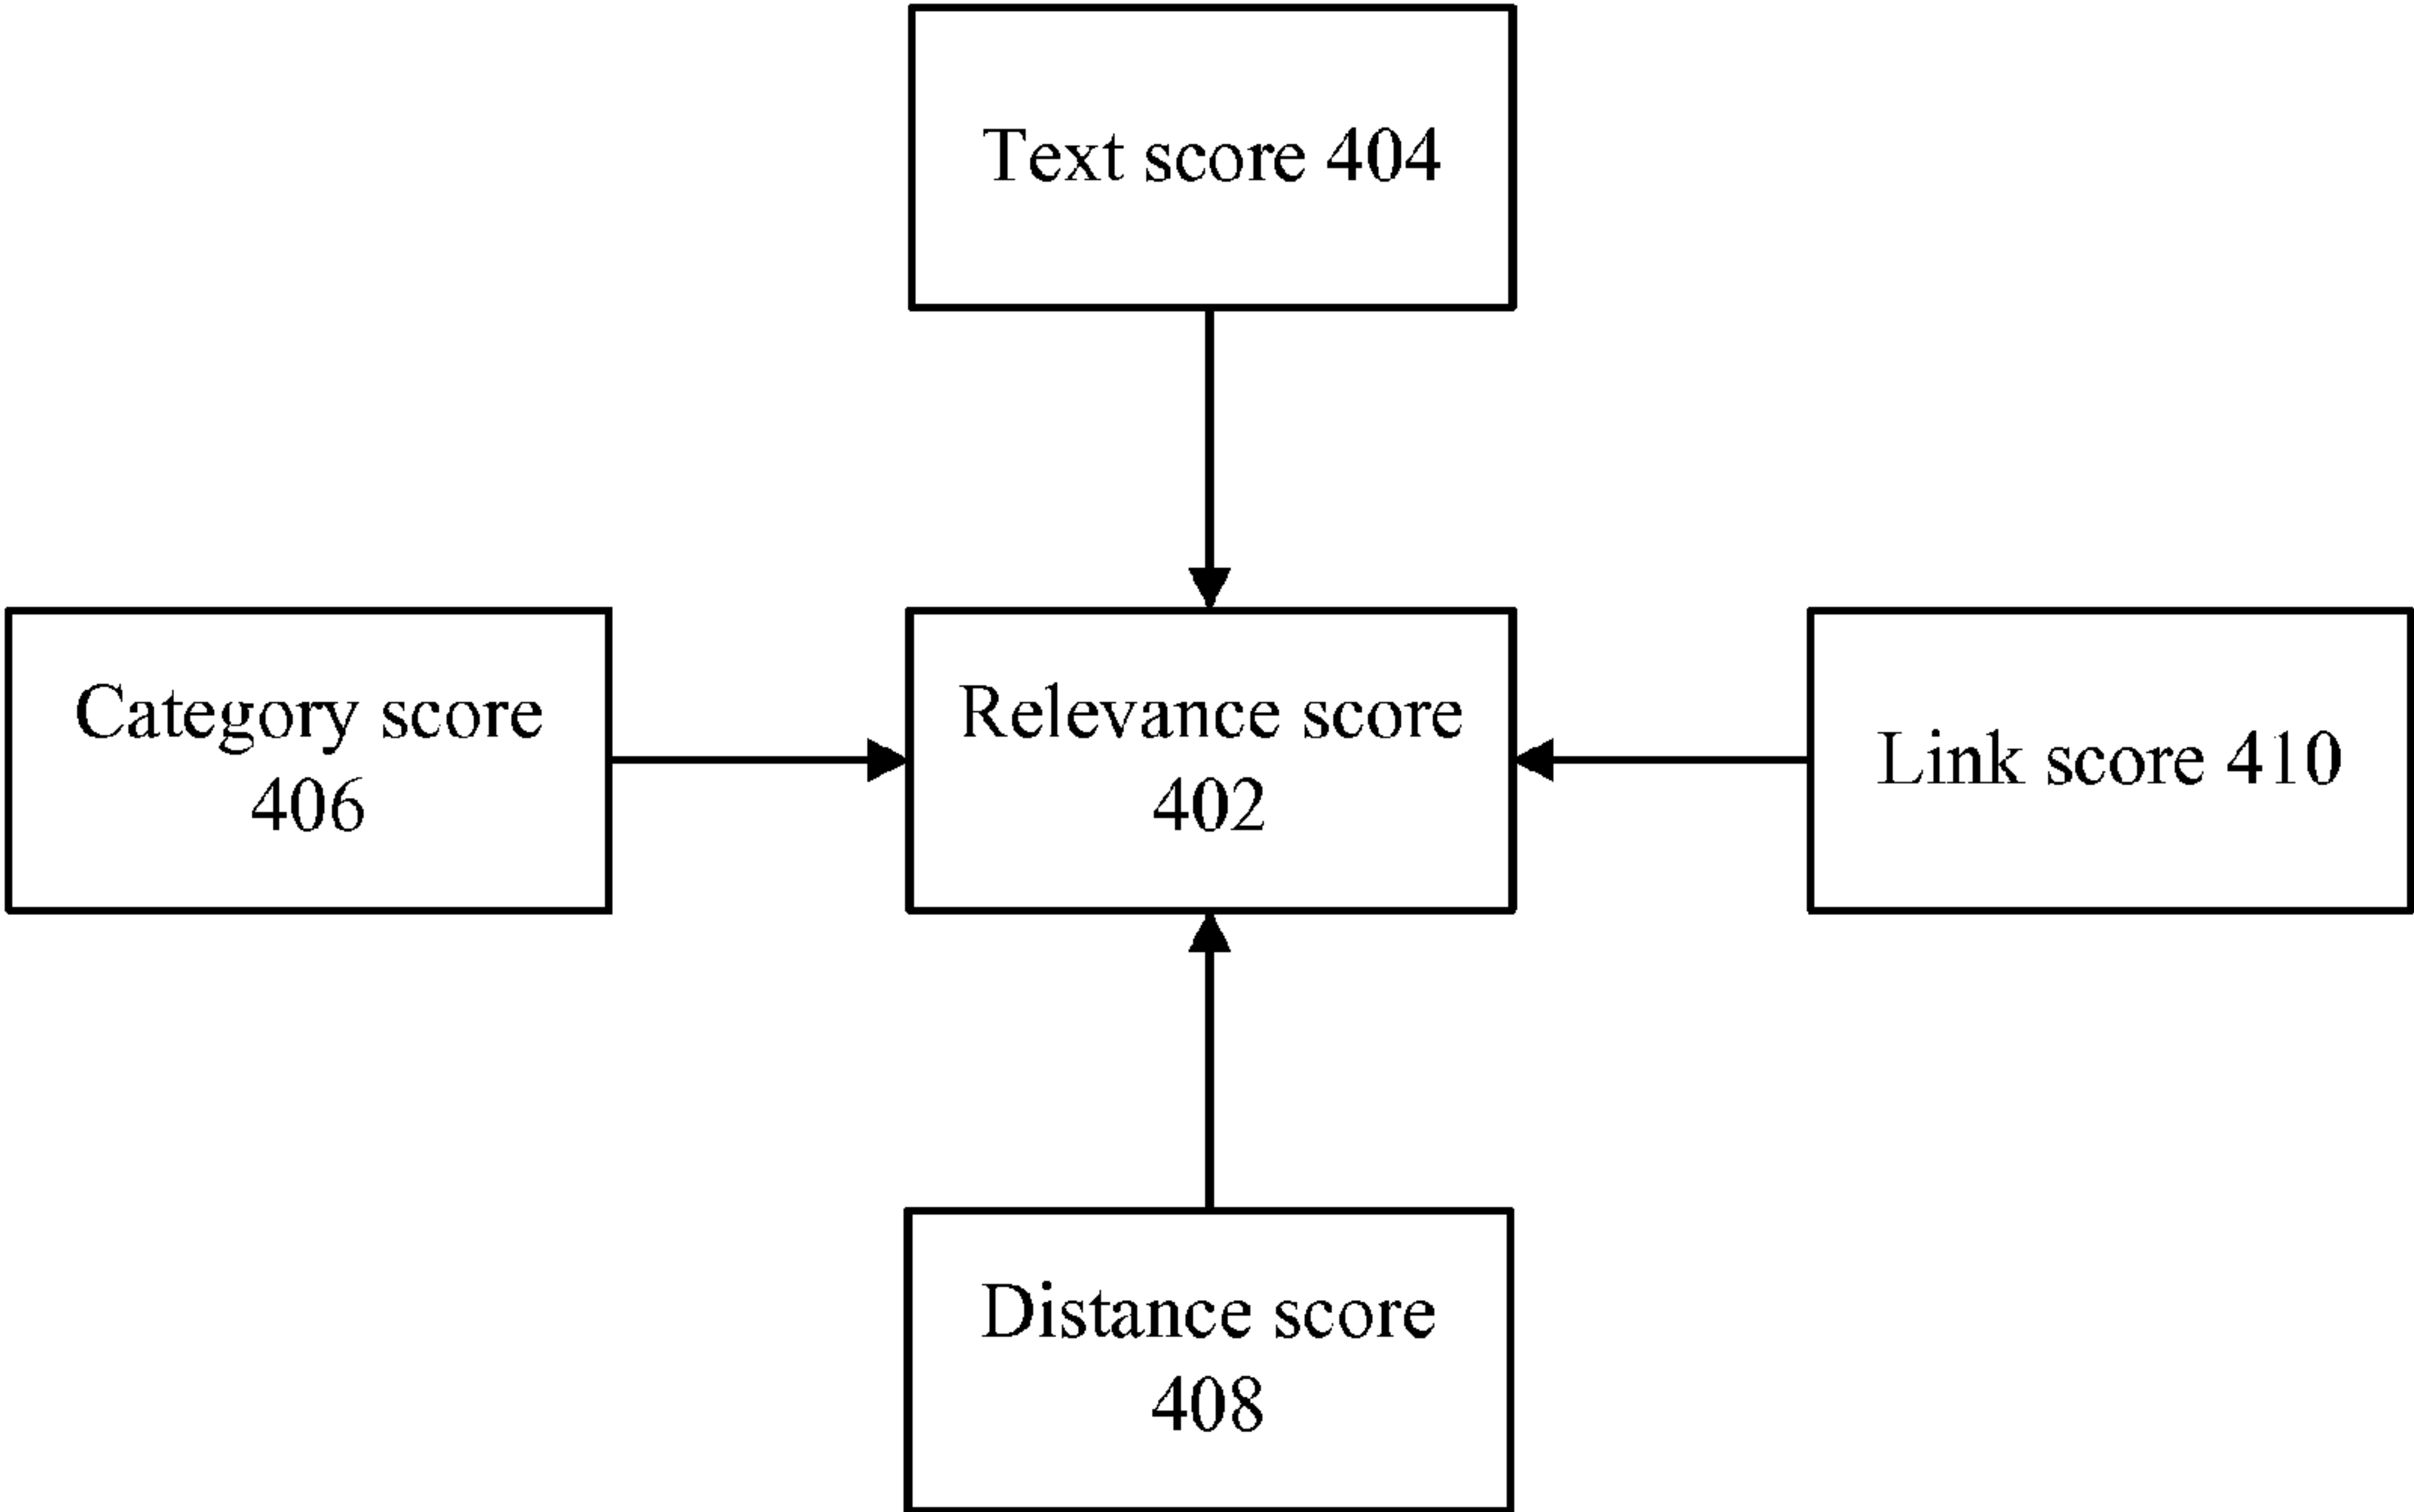 Text score 404
Category score
406
Relevance score
402
Link score 410
Distance score
408